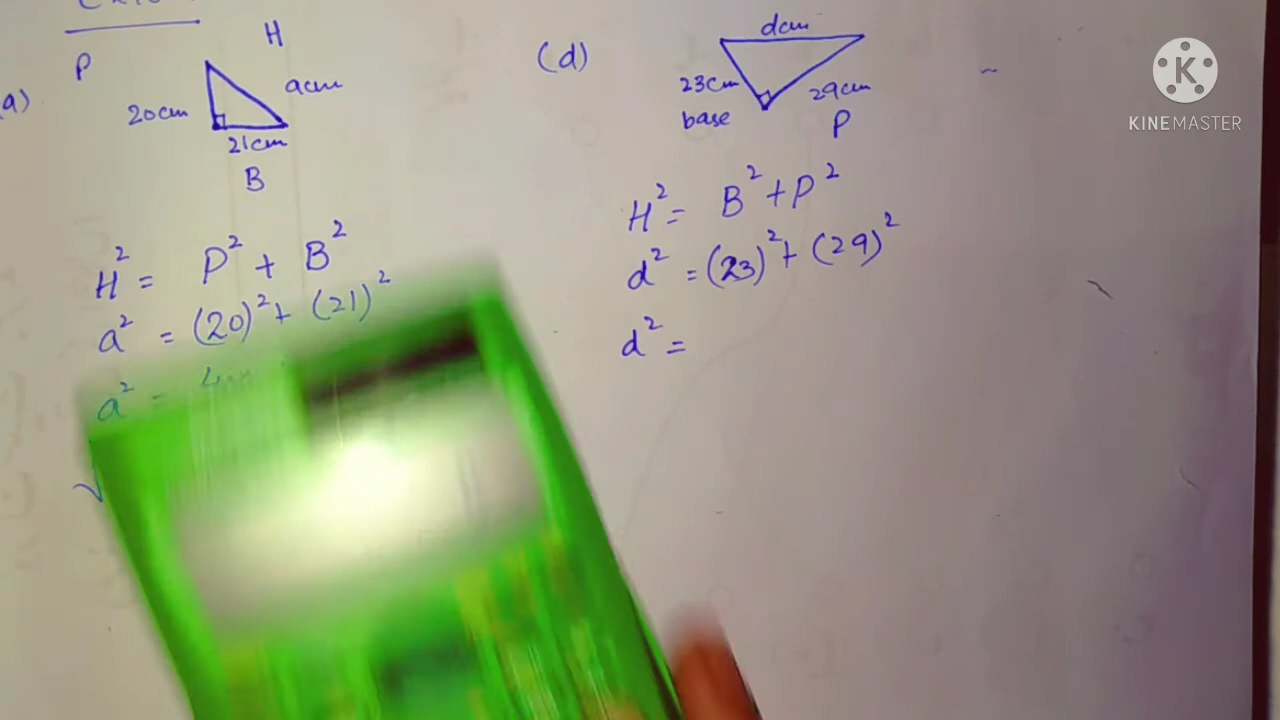 P
H
(a)
20cm
acm
21cm
B
H² = P² + B²
a² = (20)² + (21)²
a² =
(d)
dcm
23cm
29cm
base
P
H² = B² + P²
d² = (23)² + (29)²
d² =
K
KINEMASTER